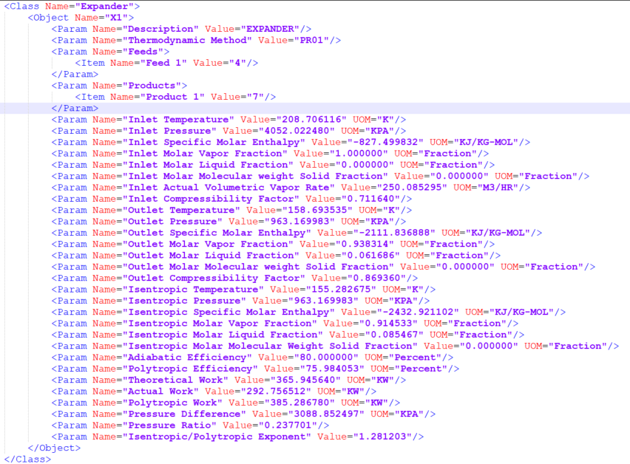 <Class Name="Expander">
<Object Name="X1">
<Param Name="Description" Value="EXPANDER"/>
<Param Name="Thermodynamic Method" Value="PR01"/>
<Param Name="Feeds">
<Item Name="Feed 1" Value="4"/>
</Param>
<Param Name="Products">
<Item Name="Product 1" Value="7"/>
</Param>
<Param Name="Inlet Temperature" Value="208.706116" UOM="K"/>
<Param Name="Inlet Pressure" Value="4052.022480" UOM="KPA"/>
<Param Name="Inlet Specific Molar Enthalpy" Value="-827.499832" UOM="KJ/KG-MOL"/>
<Param Name="Inlet Molar Vapor Fraction" Value="1.000000" UOM="Fraction"/>
<Param Name="Inlet Molar Liquid Fraction" Value="0.000000" UOM="Fraction"/>
<Param Name="Inlet Molar Molecular weight Solid Fraction" Value="0.000000" UOM="Fraction"/>
<Param Name="Inlet Actual Volumetric Vapor Rate" Value="250.085295" UOM="M3/HR"/>
<Param Name="Inlet Compressibility Factor" Value="0.711640"/>
<Param Name="Outlet Temperature" Value="158.693535" UOM="K"/>
<Param Name="Outlet Pressure" Value="963.169983" UOM="KPA"/>
<Param Name="Outlet Specific Molar Enthalpy" Value="-2111.836888" UOM="KJ/KG-MOL"/>
<Param Name="Outlet Molar Vapor Fraction" Value="0.938314" UOM="Fraction"/>
<Param Name="Outlet Molar Liquid Fraction" Value="0.061686" UOM="Fraction"/>
<Param Name="Outlet Molar Molecular weight Solid Fraction" Value="0.000000" UOM="Fraction"/>
<Param Name="Outlet Compressibility Factor" Value="0.869360"/>
<Param Name="Isentropic Temperature" Value="155.282675" UOM="K"/>
<Param Name="Isentropic Pressure" Value="963.169983" UOM="KPA"/>
<Param Name="Isentropic Specific Molar Enthalpy" Value="-2432.921102" UOM="KJ/KG-MOL"/>
<Param Name="Isentropic Molar Vapor Fraction" Value="0.914533" UOM="Fraction"/>
<Param Name="Isentropic Molar Liquid Fraction" Value="0.085467" UOM="Fraction"/>
<Param Name="Isentropic Molar Molecular Weight Solid Fraction" Value="0.000000" UOM="Fraction"/>
<Param Name="Adiabatic Efficiency" Value="80.000000" UOM="Percent"/>
<Param Name="Polytropic Efficiency" Value="75.984053" UOM="Percent"/>
<Param Name="Theoretical Work" Value="365.945640" UOM="KW"/>
<Param Name="Actual Work" Value="292.756512" UOM="KW"/>
<Param Name="Polytropic Work" Value="385.286780" UOM="KW"/>
<Param Name="Pressure Difference" Value="3088.852497" UOM="KPA"/>
<Param Name="Pressure Ratio" Value="0.237701"/>
<Param Name="Isentropic/Polytropic Exponent" Value="1.281203"/>
</Object>
</Class>